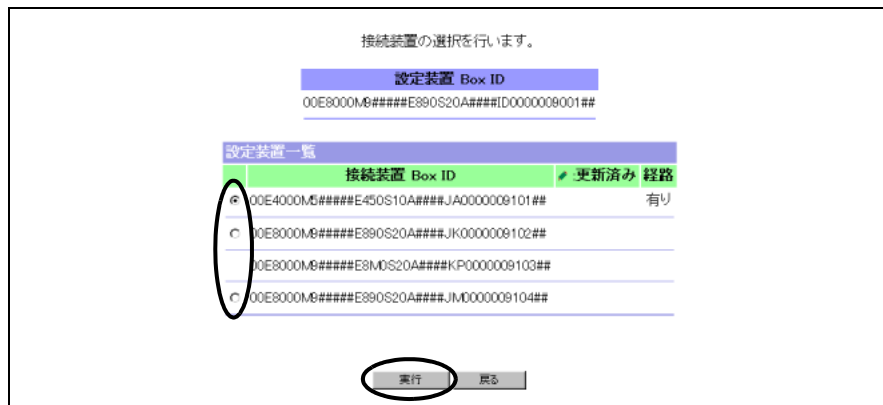 接続装置の選択を行います。
設定装置 Box ID
00E8000M9#####E890S20A####ID0000009001##
設定装置一覧
接続装置 Box ID :更新済み 経路
00E4000M5#####E450S10A####JA0000009101## 有り
00E8000M9#####E890S20A####JK0000009102##
00E8000M9#####E8M0S20A####KP0000009103##
00E8000M9#####E890S20A####JM0000009104##
実行 戻る